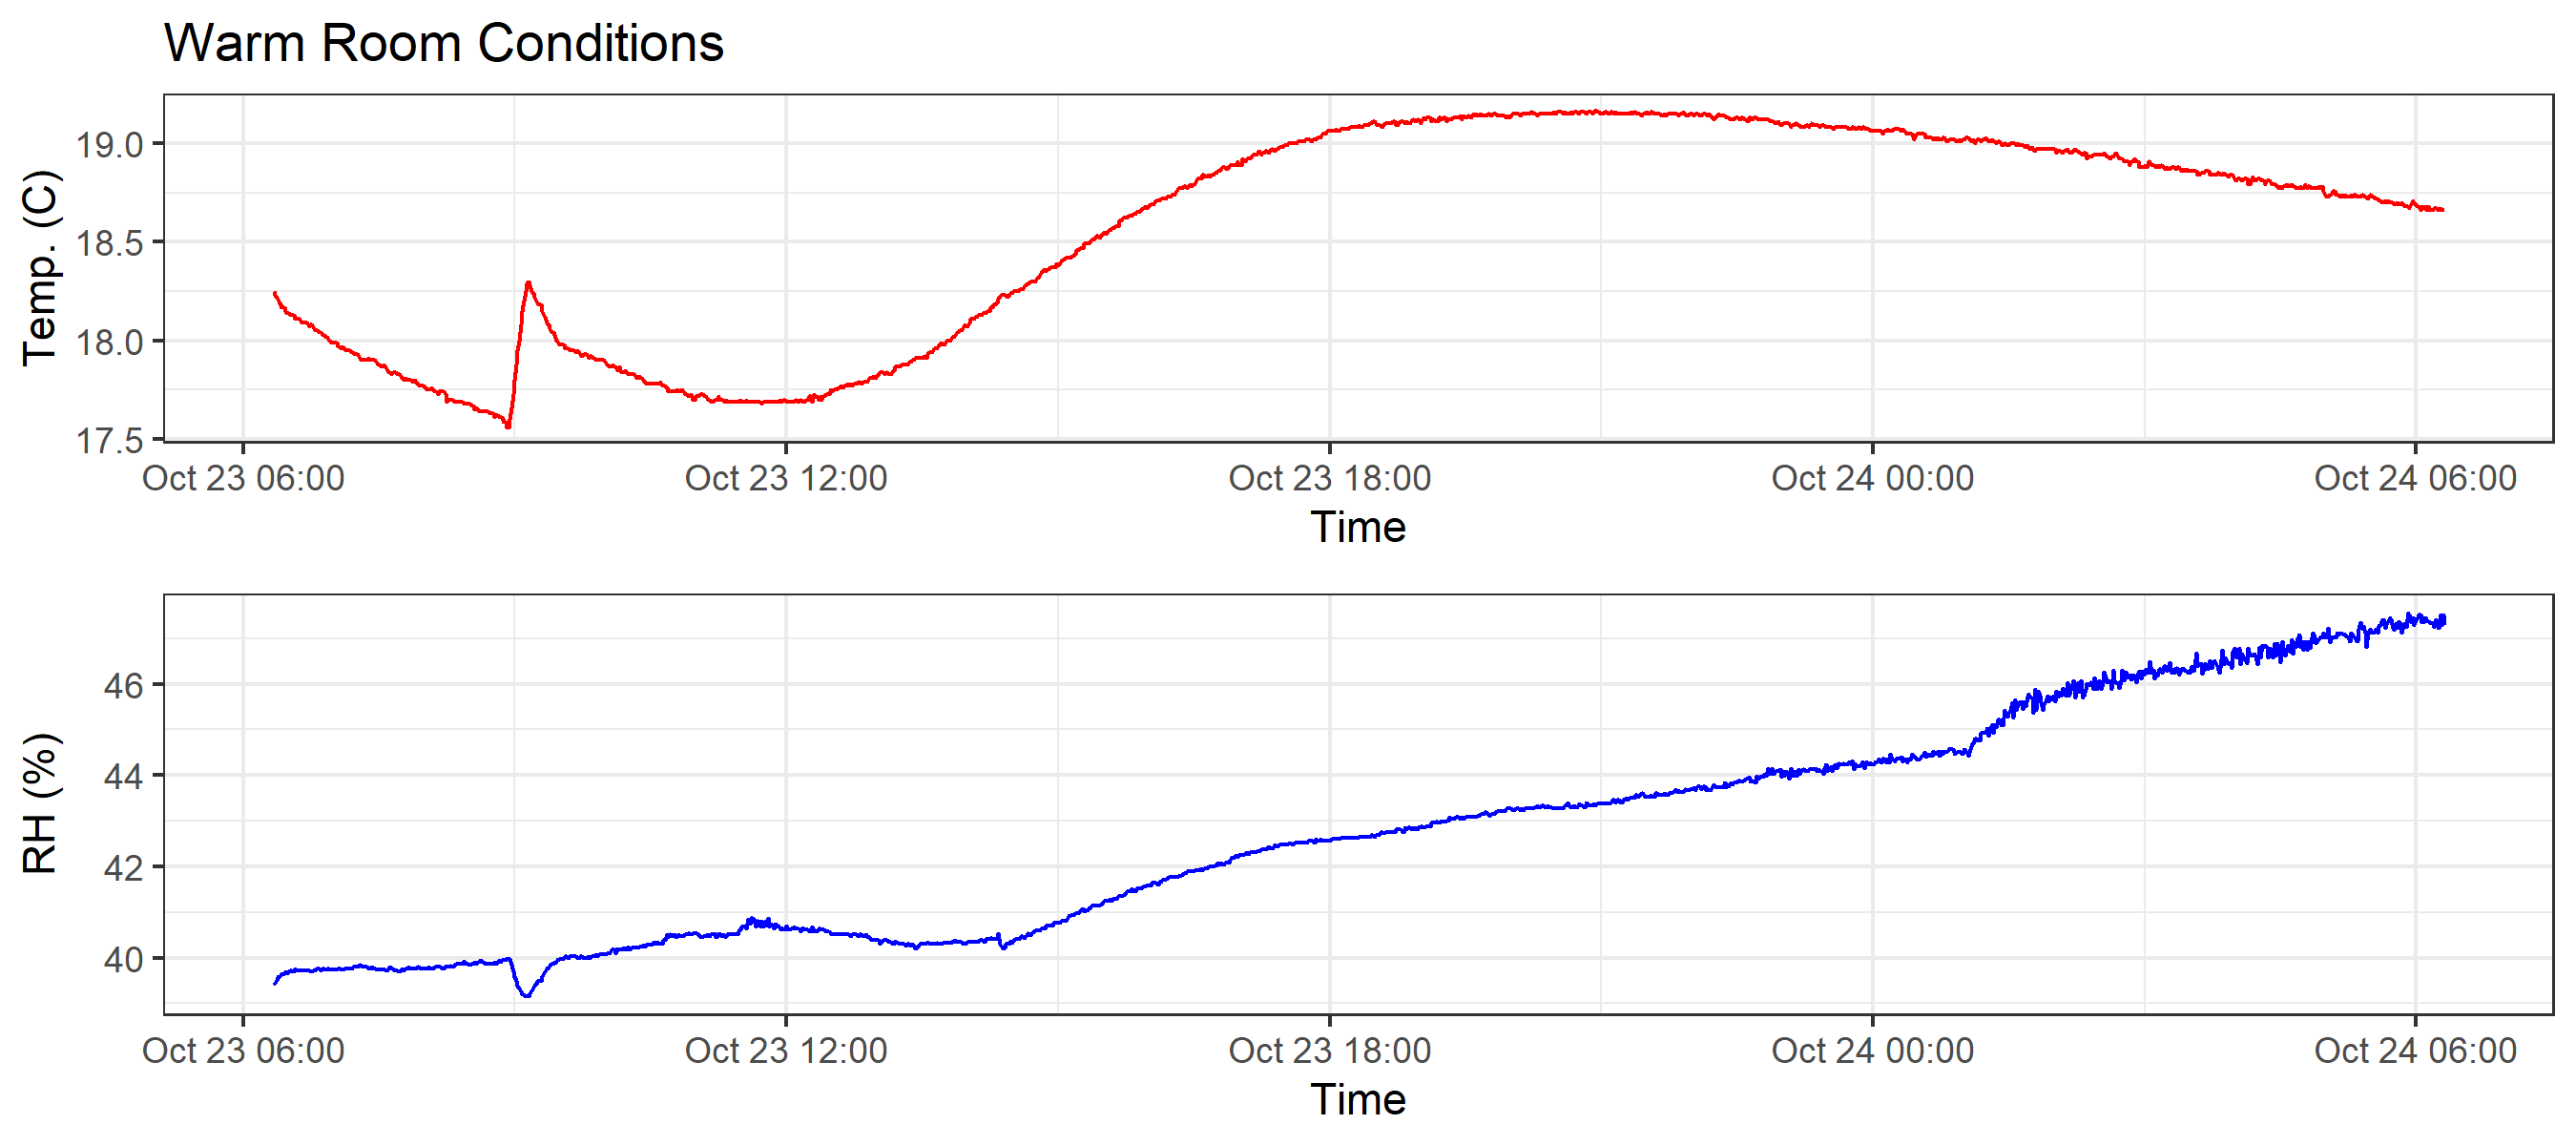 Warm Room Conditions
Temp. (C)
19.0
18.5
18.0
17.5
Oct 23 06:00 Oct 23 12:00 Oct 23 18:00 Oct 24 00:00 Oct 24 06:00
Time
RH (%)
46
44
42
40
Oct 23 06:00 Oct 23 12:00 Oct 23 18:00 Oct 24 00:00 Oct 24 06:00
Time